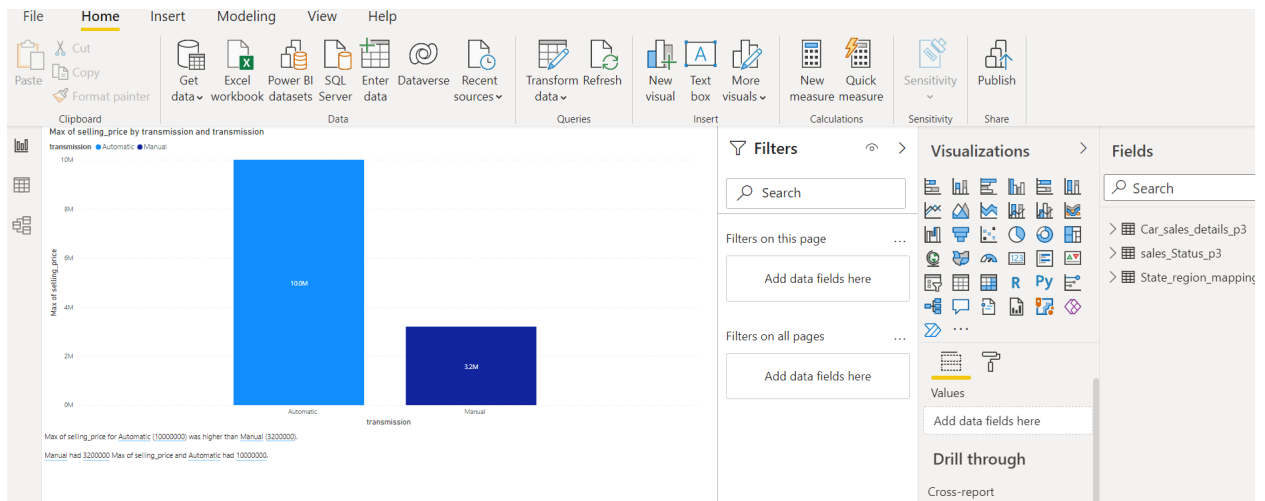 File Home Insert Modeling View Help
Paste
Cut
Copy
Format painter
Clipboard
Get data
Excel workbook
Power BI datasets
SQL Server
Enter data
Dataverse
Recent sources
Data
Transform data
Refresh
Queries
New visual
Text box
A
More visuals
Insert
New measure
Quick measure
Calculations
Sensitivity
Sensitivity
Publish
Share
Max of selling_price by transmission and transmission
transmission Automatic Manual
10M
8M
6M
4M
2M
0M
Max of selling_price
10.0M
3.2M
Automatic Manual
transmission
Max of selling_price for Automatic (10000000) was higher than Manual (3200000).
Manual had 3200000 Max of selling_price and Automatic had 10000000.
Filters
Search
Filters on this page ...
Add data fields here
Filters on all pages ...
Add data fields here
Visualizations
123
R Py
...
Values
Add data fields here
Drill through
Cross-report
Fields
Search
Car_sales_details_p3
sales_Status_p3
State_region_mapping